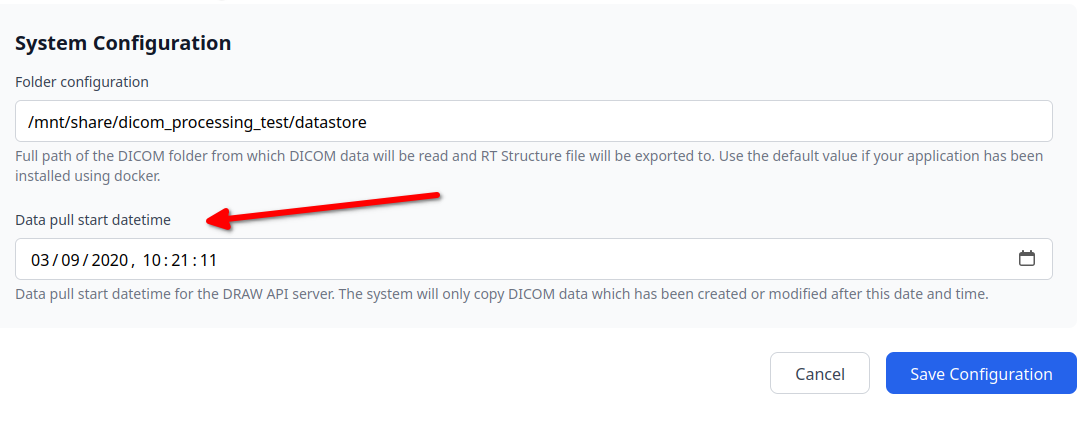 System Configuration
Folder configuration
/mnt/share/dicom_processing_test/datastore
Full path of the DICOM folder from which DICOM data will be read and RT Structure file will be exported to. Use the default value if your application has been
installed using docker.
Data pull start datetime
03/09/2020, 10:21:11
Data pull start datetime for the DRAW API server. The system will only copy DICOM data which has been created or modified after this date and time.
Cancel Save Configuration